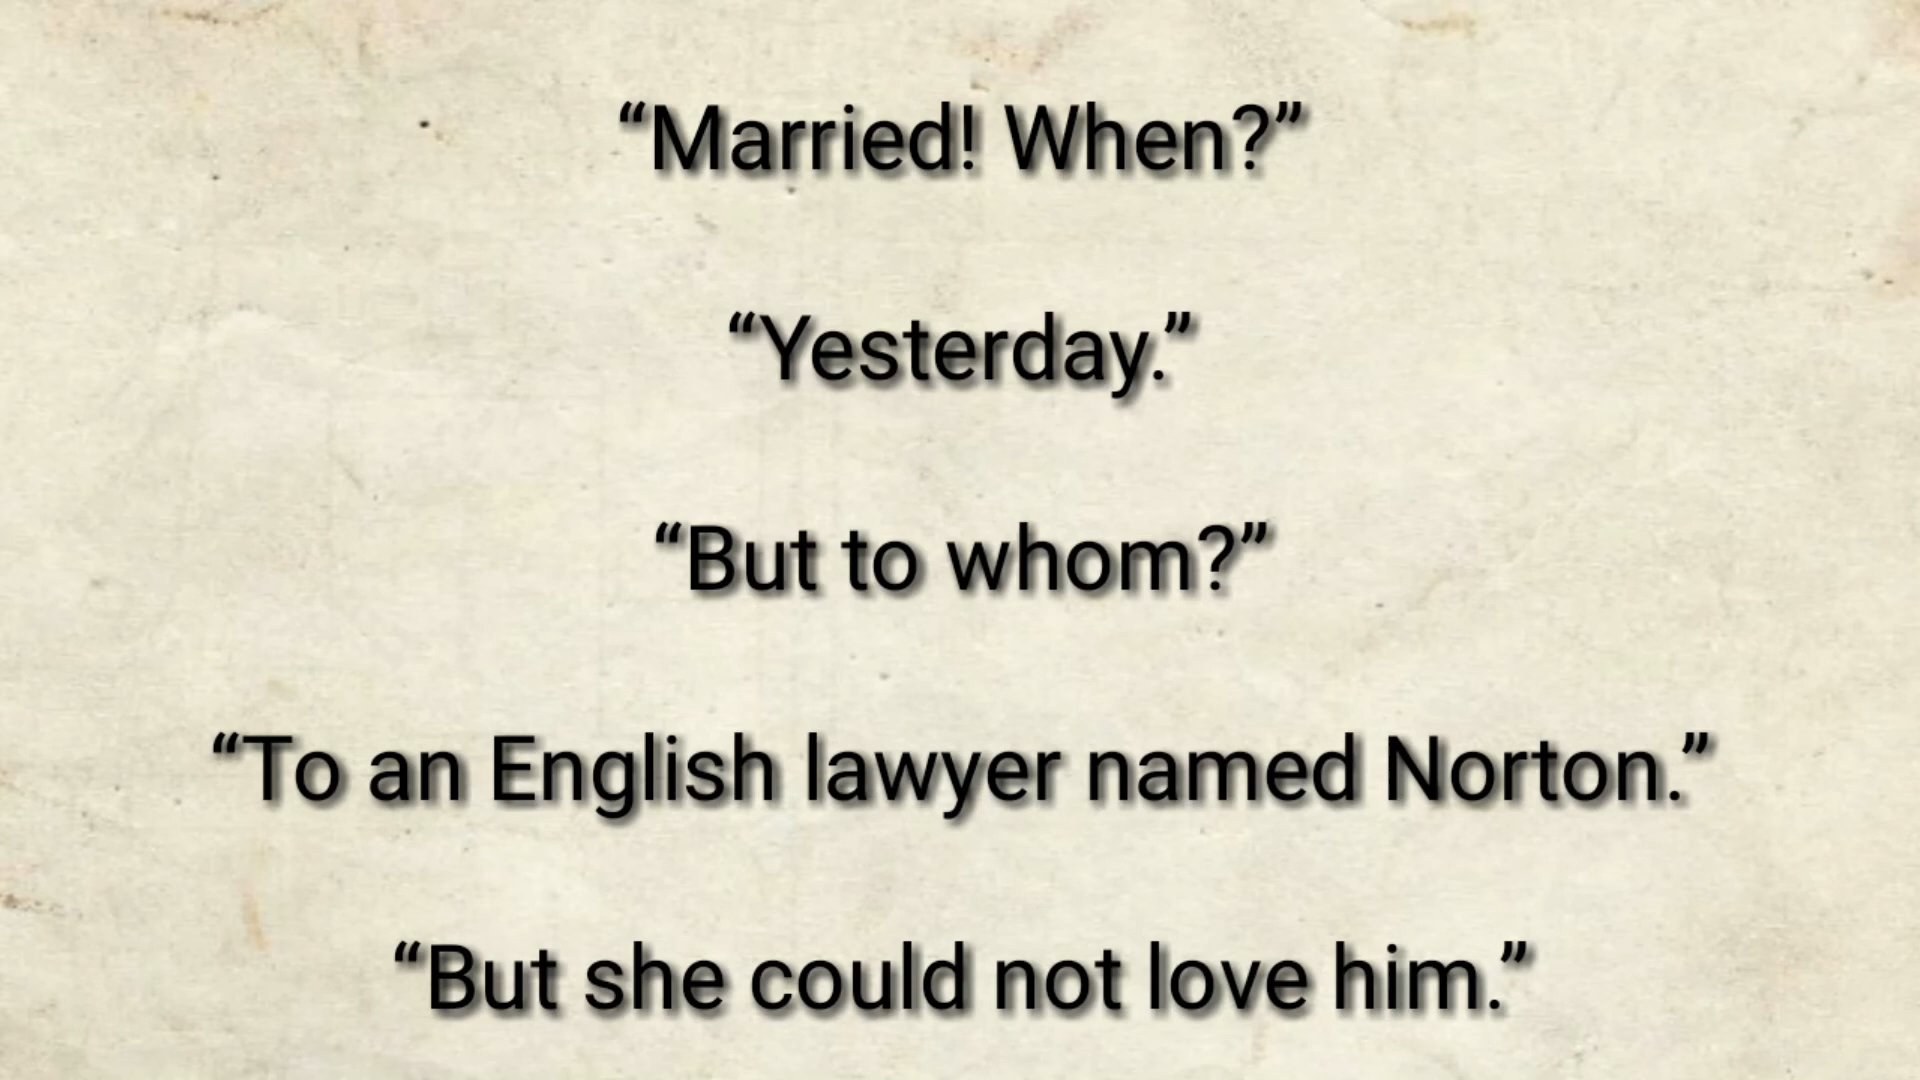 “Married! When?”
“Yesterday.”
“But to whom?”
“To an English lawyer named Norton.”
“But she could not love him.”